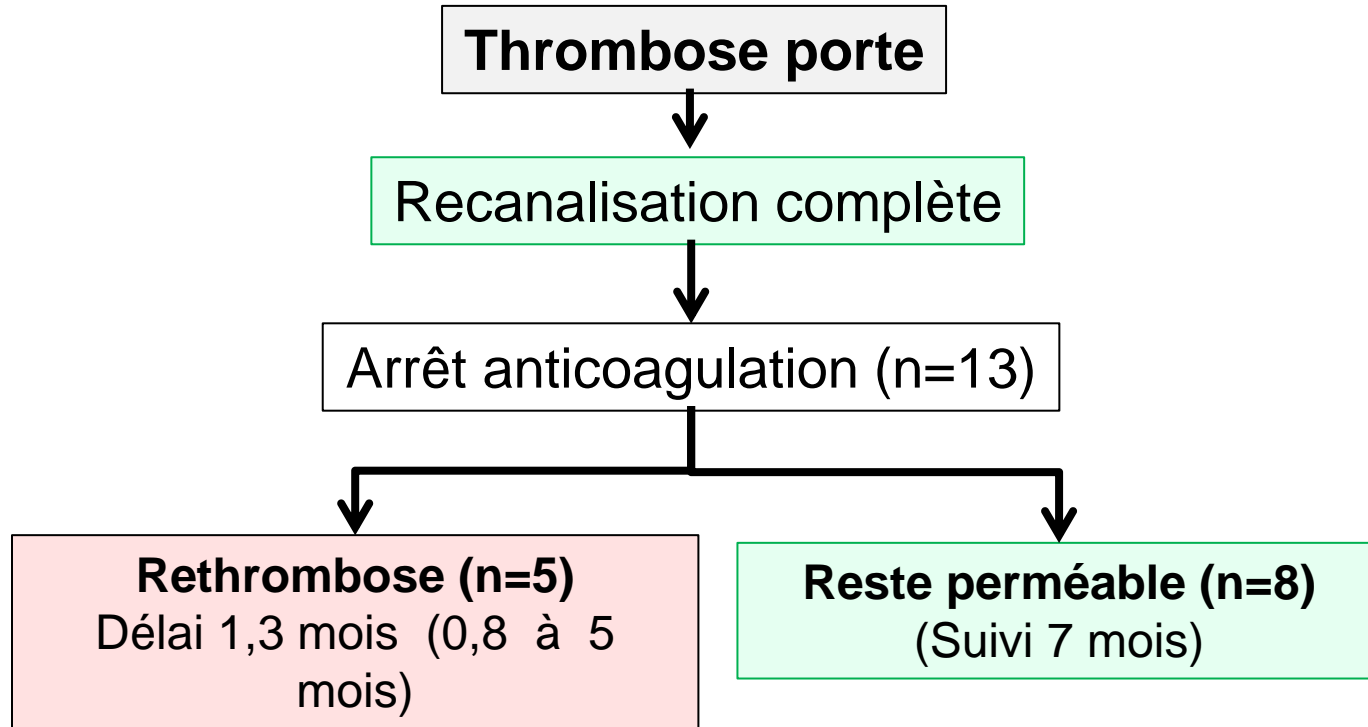 Thrombose porte
Recanalisation complète
Arrêt anticoagulation (n=13)
Rethrombose (n=5)
Délai 1,3 mois (0,8 à 5
mois)
Reste perméable (n=8)
(Suivi 7 mois)